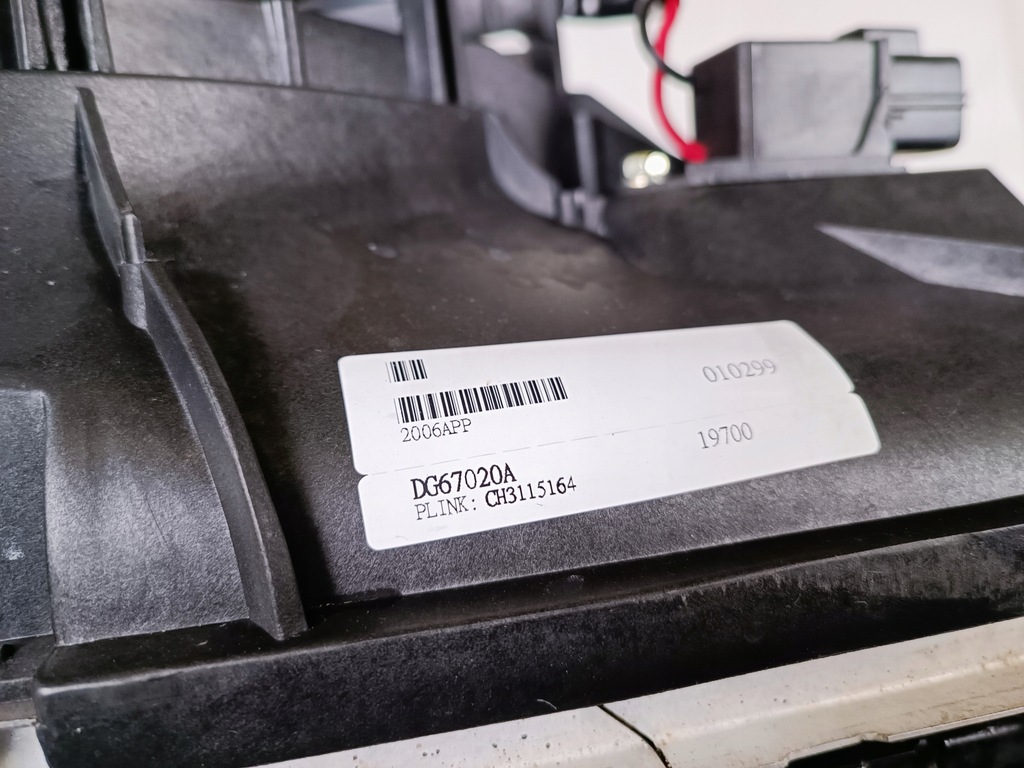 010299
2006APP
19700
DG67020A
PLINK: CH3115164